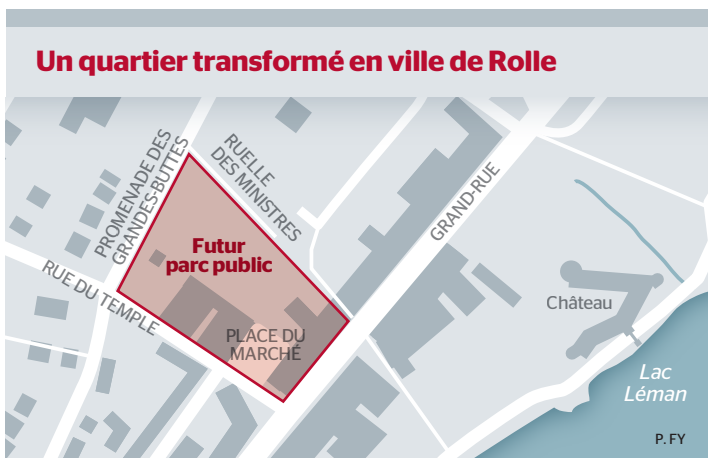 Un quartier transformé en ville de Rolle
PROMENADE DES
GRANDES-BUTTES
RUELLE
DES MINISTRES
GRAND-RUE
Futur
parc public
RUE DU TEMPLE
PLACE DU
MARCHÉ
Château
Lac
Léman
P. FY